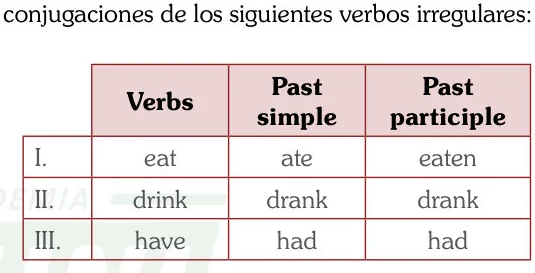 conjugaciones de los siguientes verbos irregulares:
Verbs Past simple Past participle
I. eat ate eaten
II. drink drank drank
III. have had had
DEMIA